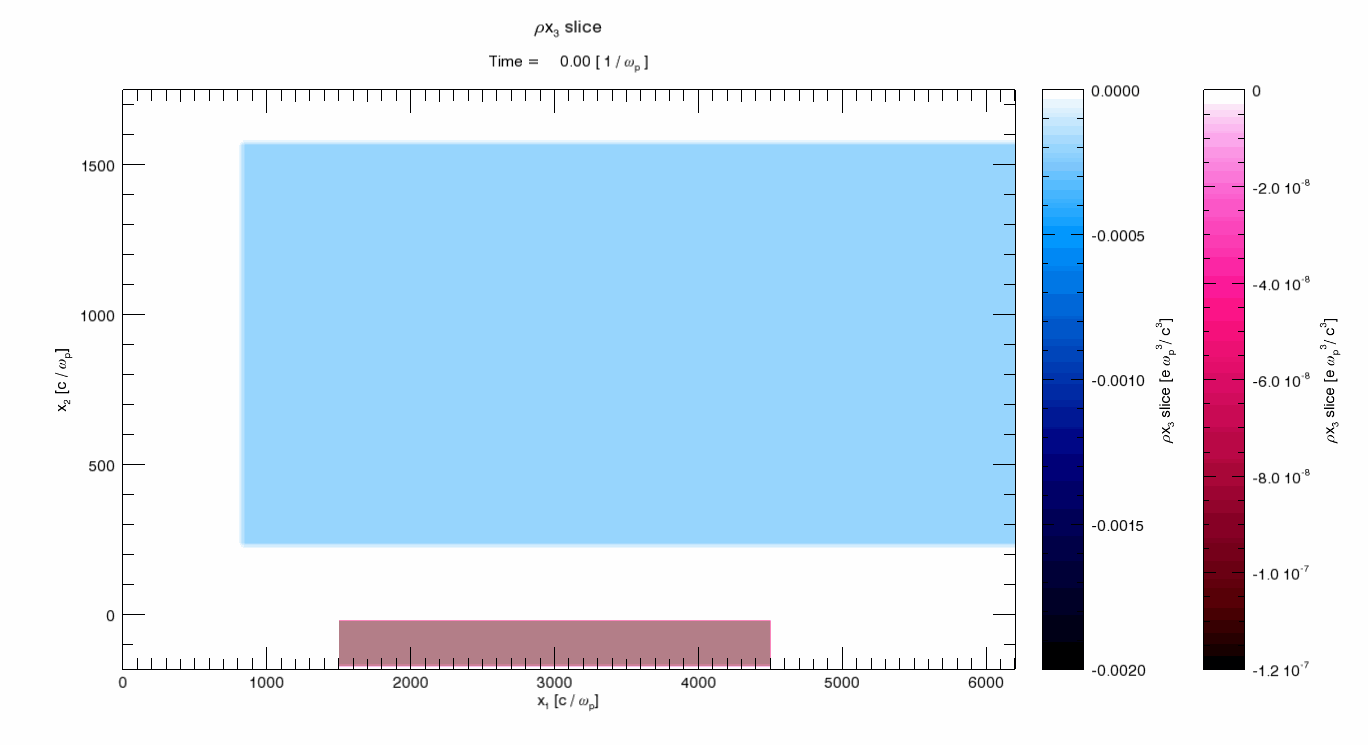 ρx₃ slice
Time = 0.00 [ 1 / ωₚ ]
1500
1000
500
0
x₂ [c / ωₚ]
0 1000 2000 3000 4000 5000 6000
x₁ [c / ωₚ]
0.0000
-0.0005
-0.0010
-0.0015
-0.0020
ρx₃ slice [e ωₚ³/ c³]
0
-2.0 10⁻⁸
-4.0 10⁻⁸
-6.0 10⁻⁸
-8.0 10⁻⁸
-1.0 10⁻⁷
-1.2 10⁻⁷
ρx₃ slice [e ωₚ³/ c³]